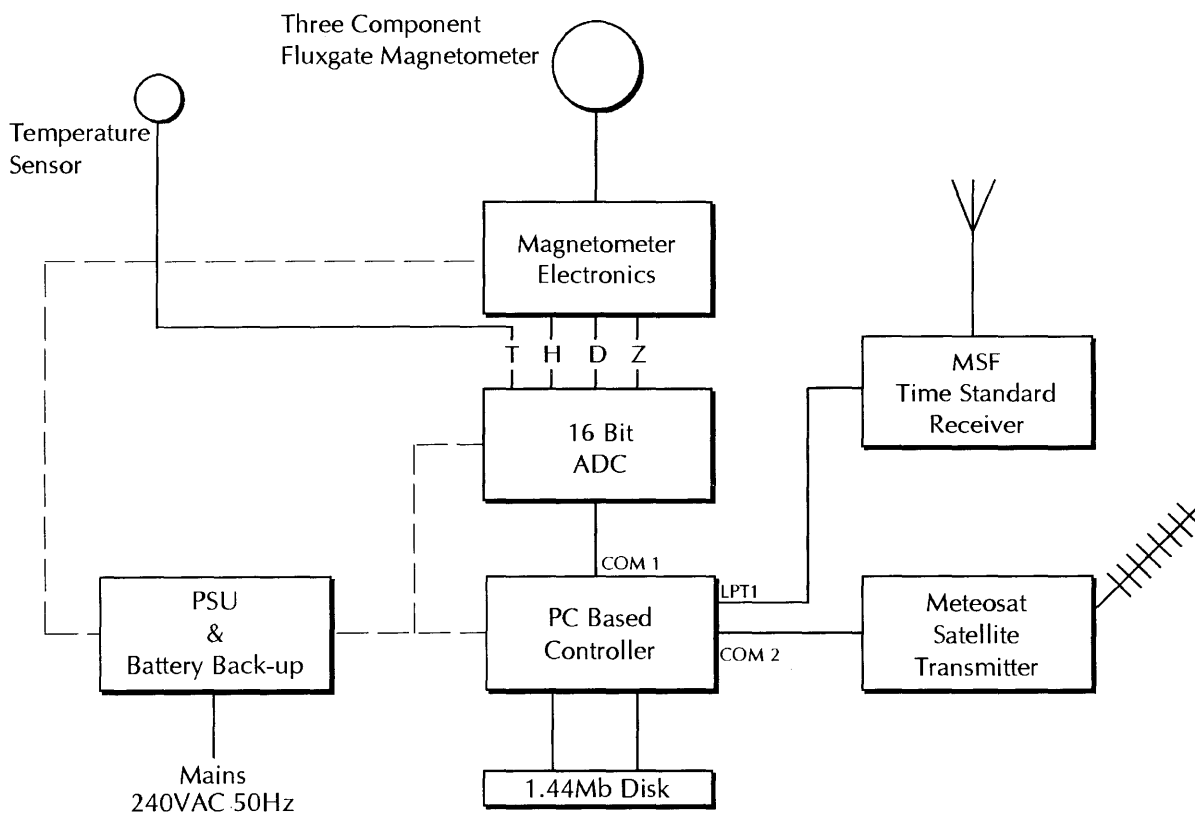 Three Component
Fluxgate Magnetometer
Temperature
Sensor
Magnetometer
Electronics
T H D Z
MSF
Time Standard
Receiver
16 Bit
ADC
COM 1
LPT1
PSU
&
Battery Back-up
PC Based
Controller
COM 2
Meteosat
Satellite
Transmitter
Mains
240VAC 50Hz
1.44Mb Disk